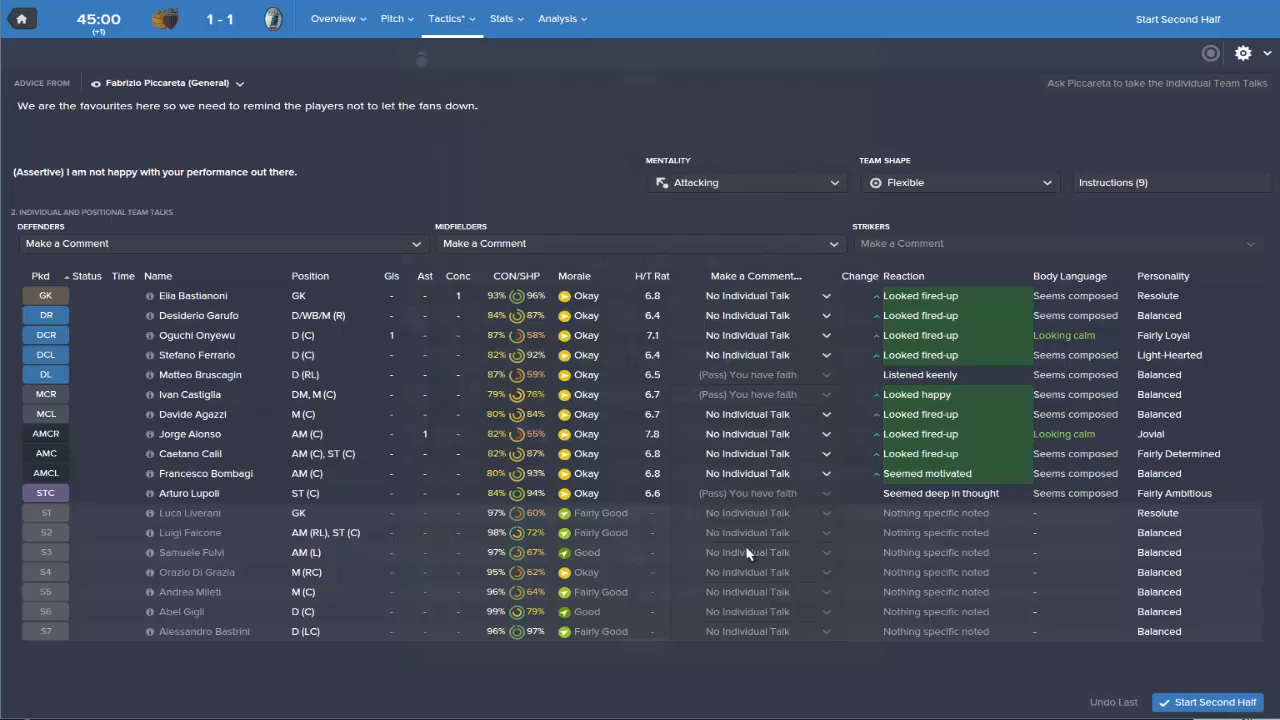 45:00
(+1)
1 - 1
Overview
Pitch
Tactics*
Stats
Analysis
Start Second Half
ADVICE FROM
Fabrizio Piccareta (General)
Ask Piccareta to take the Individual Team Talks
We are the favourites here so we need to remind the players not to let the fans down.
(Assertive) I am not happy with your performance out there.
MENTALITY
Attacking
TEAM SHAPE
Flexible
Instructions (9)
2. INDIVIDUAL AND POSITIONAL TEAM TALKS
DEFENDERS
Make a Comment
MIDFIELDERS
Make a Comment
STRIKERS
Make a Comment
Pkd Status Time Name Position Gls Ast Conc CON/SHP Morale H/T Rat Make a Comment... Change Reaction Body Language Personality
GK Elia Bastianoni GK - - 1 93% 96% Okay 6.8 No Individual Talk Looked fired-up Seems composed Resolute
DR Desiderio Garufo D/WB/M (R) - - - 84% 87% Okay 6.4 No Individual Talk Looked fired-up Seems composed Balanced
DCR Oguchi Onyewu D (C) 1 - - 87% 58% Okay 7.1 No Individual Talk Looked fired-up Looking calm Fairly Loyal
DCL Stefano Ferrario D (C) - - - 82% 92% Okay 6.4 No Individual Talk Looked fired-up Seems composed Light-Hearted
DL Matteo Bruscagin D (RL) - - - 87% 59% Okay 6.5 (Pass) You have faith Listened keenly Seems composed Balanced
MCR Ivan Castiglia DM, M (C) - - - 79% 76% Okay 6.7 (Pass) You have faith Looked happy Seems composed Balanced
MCL Davide Agazzi M (C) - - - 80% 84% Okay 6.7 No Individual Talk Looked fired-up Seems composed Balanced
AMCR Jorge Alonso AM (C) - 1 - 82% 55% Okay 7.8 No Individual Talk Looked fired-up Looking calm Jovial
AMC Caetano Calil AM (C), ST (C) - - - 82% 87% Okay 6.8 No Individual Talk Looked fired-up Seems composed Fairly Determined
AMCL Francesco Bombagi AM (C) - - - 80% 93% Okay 6.8 No Individual Talk Seemed motivated Seems composed Balanced
STC Arturo Lupoli ST (C) - - - 84% 94% Okay 6.6 (Pass) You have faith Seemed deep in thought Seems composed Fairly Ambitious
S1 Luca Liverani GK - - - 97% 60% Fairly Good - No Individual Talk Nothing specific noted - Resolute
S2 Luigi Falcone AM (RL), ST (C) - - - 98% 72% Fairly Good - No Individual Talk Nothing specific noted - Balanced
S3 Samuele Fulvi AM (L) - - - 97% 67% Good - No Individual Talk Nothing specific noted - Balanced
S4 Orazio Di Grazia M (RC) - - - 95% 62% Okay - No Individual Talk Nothing specific noted - Balanced
S5 Andrea Mileti M (C) - - - 96% 64% Fairly Good - No Individual Talk Nothing specific noted - Balanced
S6 Abel Gigli D (C) - - - 99% 79% Good - No Individual Talk Nothing specific noted - Balanced
S7 Alessandro Bastrini D (LC) - - - 96% 97% Fairly Good - No Individual Talk Nothing specific noted - Balanced
Undo Last
Start Second Half